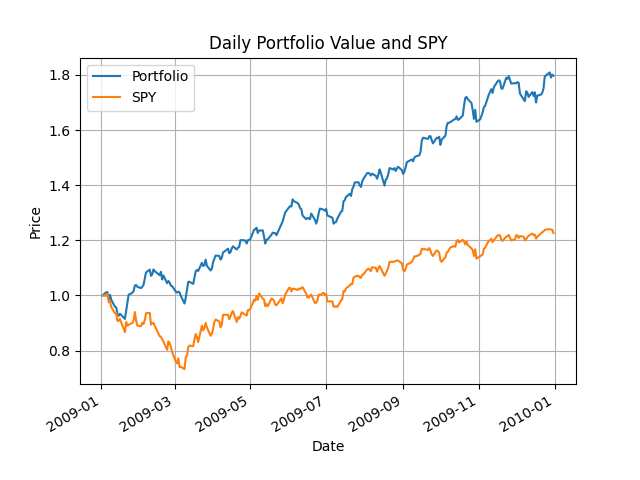 Daily Portfolio Value and SPY
Portfolio
SPY
1.8
1.6
1.4
1.2
1.0
0.8
Price
2009-01
2009-03
2009-05
2009-07
2009-09
2009-11
2010-01
Date